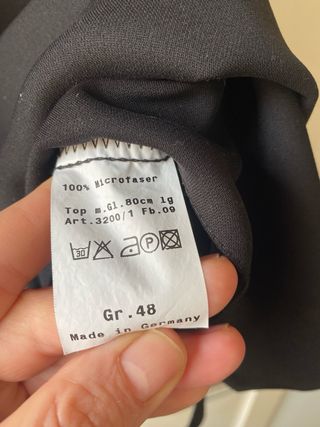 100% Microfaser
Top m.Gl.80cm lg
Art.3200/1 Fb.09
30 P
Gr.48
Made in Germany